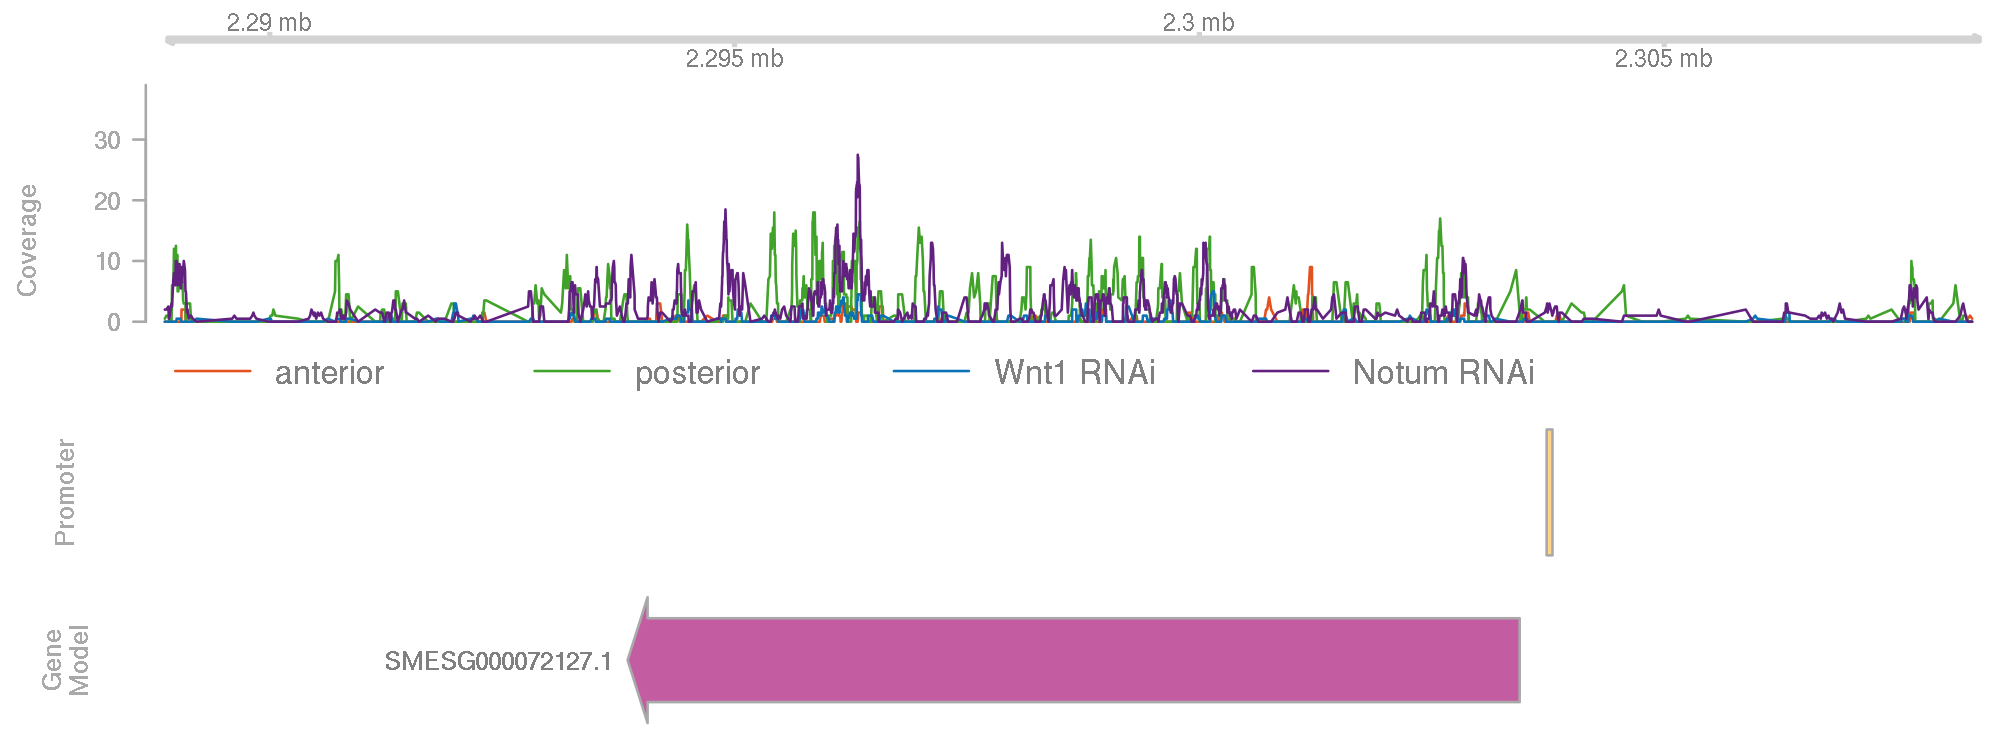 2.29 mb
2.3 mb
2.295 mb
2.305 mb
Coverage
30
20
10
0
anterior
posterior
Wnt1 RNAi
Notum RNAi
Promoter
Gene
Model
SMESG000072127.1